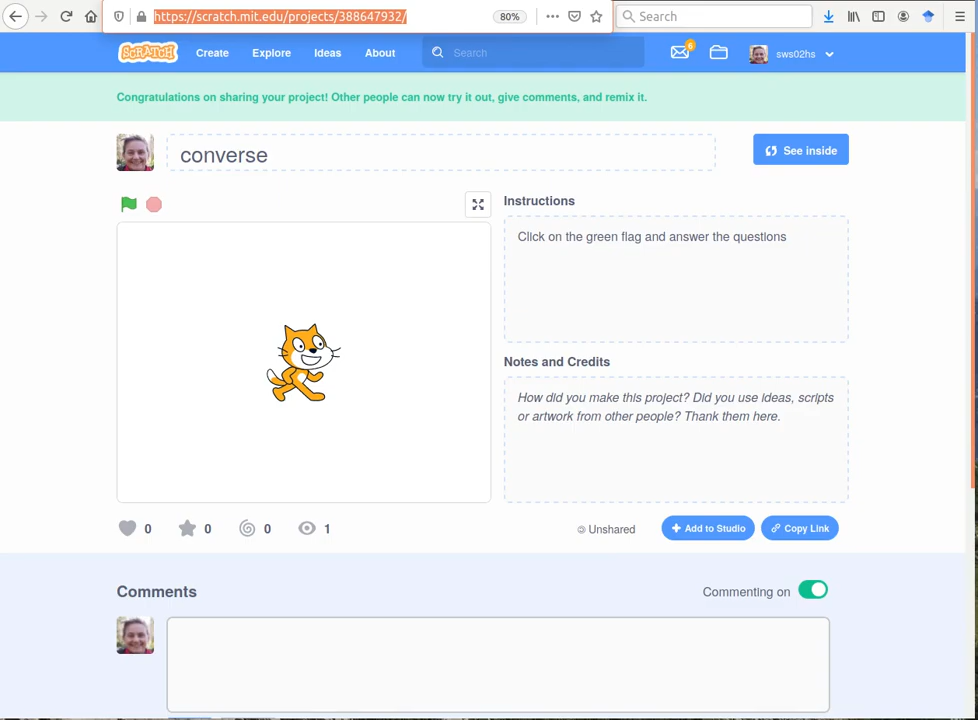 https://scratch.mit.edu/projects/388647932/
80%
Search
SCRATCH
Create
Explore
Ideas
About
Search
6
sws02hs
Congratulations on sharing your project! Other people can now try it out, give comments, and remix it.
converse
See inside
Instructions
Click on the green flag and answer the questions
Notes and Credits
How did you make this project? Did you use ideas, scripts
or artwork from other people? Thank them here.
0
0
0
1
Unshared
Add to Studio
Copy Link
Comments
Commenting on